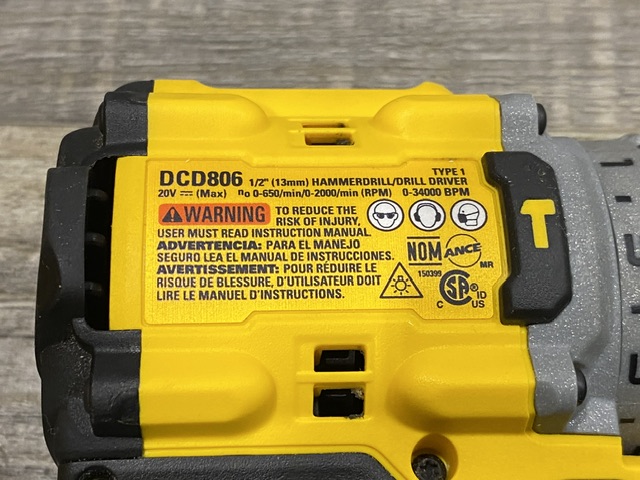 DCD806 1/2" (13mm) HAMMERDRILL/DRILL DRIVER TYPE 1
20V ⎓ (Max) no 0-650/min/0-2000/min (RPM) 0-34000 BPM
WARNING TO REDUCE THE
RISK OF INJURY,
USER MUST READ INSTRUCTION MANUAL.
ADVERTENCIA: PARA EL MANEJO
SEGURO LEA EL MANUAL DE INSTRUCCIONES.
AVERTISSEMENT: POUR RÉDUIRE LE
RISQUE DE BLESSURE, D'UTILISATEUR DOIT
LIRE LE MANUEL D'INSTRUCTIONS.
NOM ANCE MR
150399
C CSA ® ID US